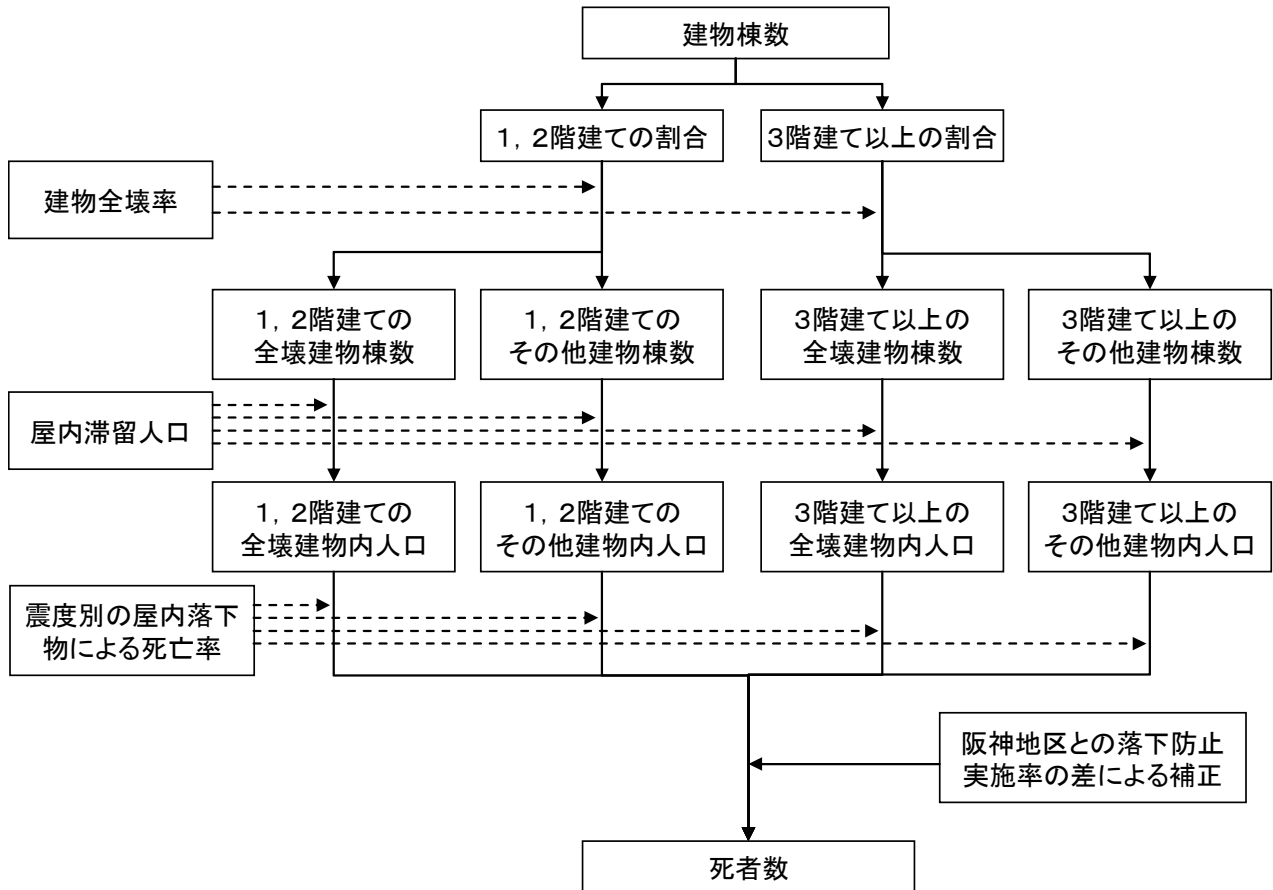 建物棟数
1，2階建ての割合
3階建て以上の割合
建物全壊率
1，2階建ての
全壊建物棟数
1，2階建ての
その他建物棟数
3階建て以上の
全壊建物棟数
3階建て以上の
その他建物棟数
屋内滞留人口
1，2階建ての
全壊建物内人口
1，2階建ての
その他建物内人口
3階建て以上の
全壊建物内人口
3階建て以上の
その他建物内人口
震度別の屋内落下
物による死亡率
阪神地区との落下防止
実施率の差による補正
死者数